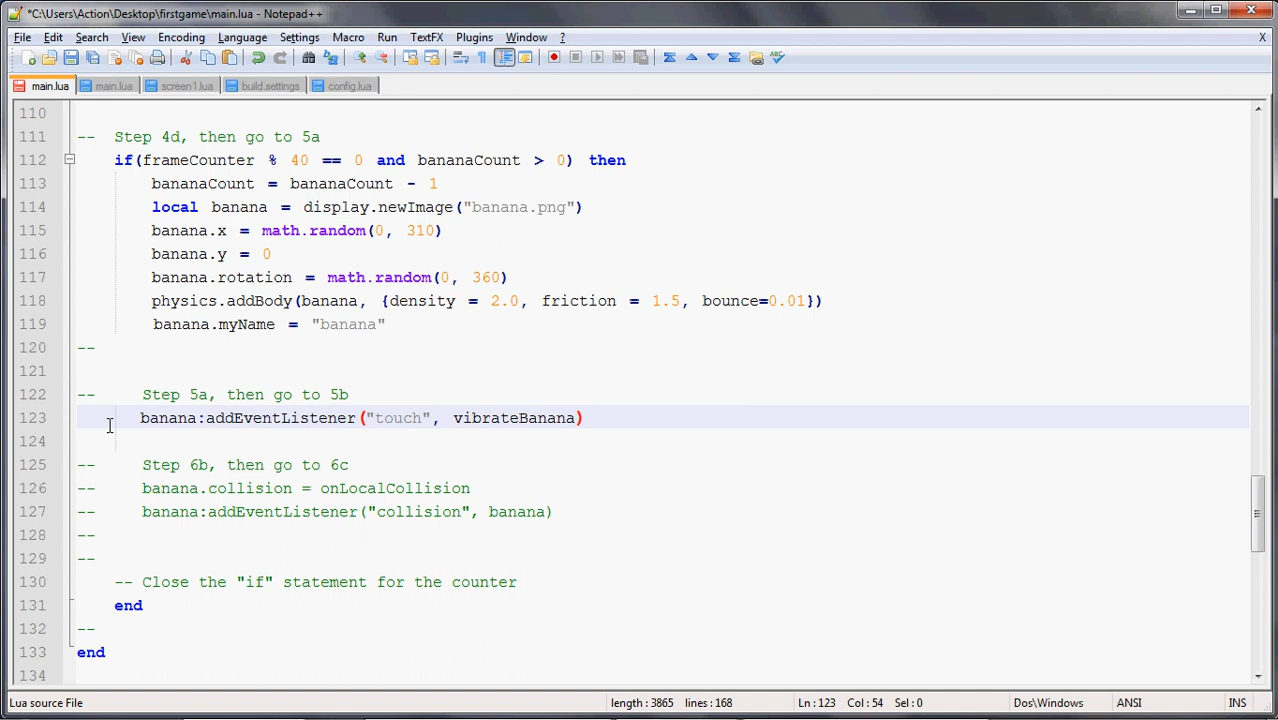 *C:\Users\Action\Desktop\firstgame\main.lua - Notepad++
File Edit Search View Encoding Language Settings Macro Run TextFX Plugins Window ? X
main.lua main.lua screen1.lua build.settings config.lua
110
111 -- Step 4d, then go to 5a
112 if(frameCounter % 40 == 0 and bananaCount > 0) then
113 bananaCount = bananaCount - 1
114 local banana = display.newImage("banana.png")
115 banana.x = math.random(0, 310)
116 banana.y = 0
117 banana.rotation = math.random(0, 360)
118 physics.addBody(banana, {density = 2.0, friction = 1.5, bounce=0.01})
119 banana.myName = "banana"
120 --
121
122 -- Step 5a, then go to 5b
123 banana:addEventListener("touch", vibrateBanana)
124
125 -- Step 6b, then go to 6c
126 -- banana.collision = onLocalCollision
127 -- banana:addEventListener("collision", banana)
128 --
129 --
130 -- Close the "if" statement for the counter
131 end
132 --
133 end
134
Lua source File length : 3865 lines : 168 Ln : 123 Col : 54 Sel : 0 Dos\Windows ANSI INS